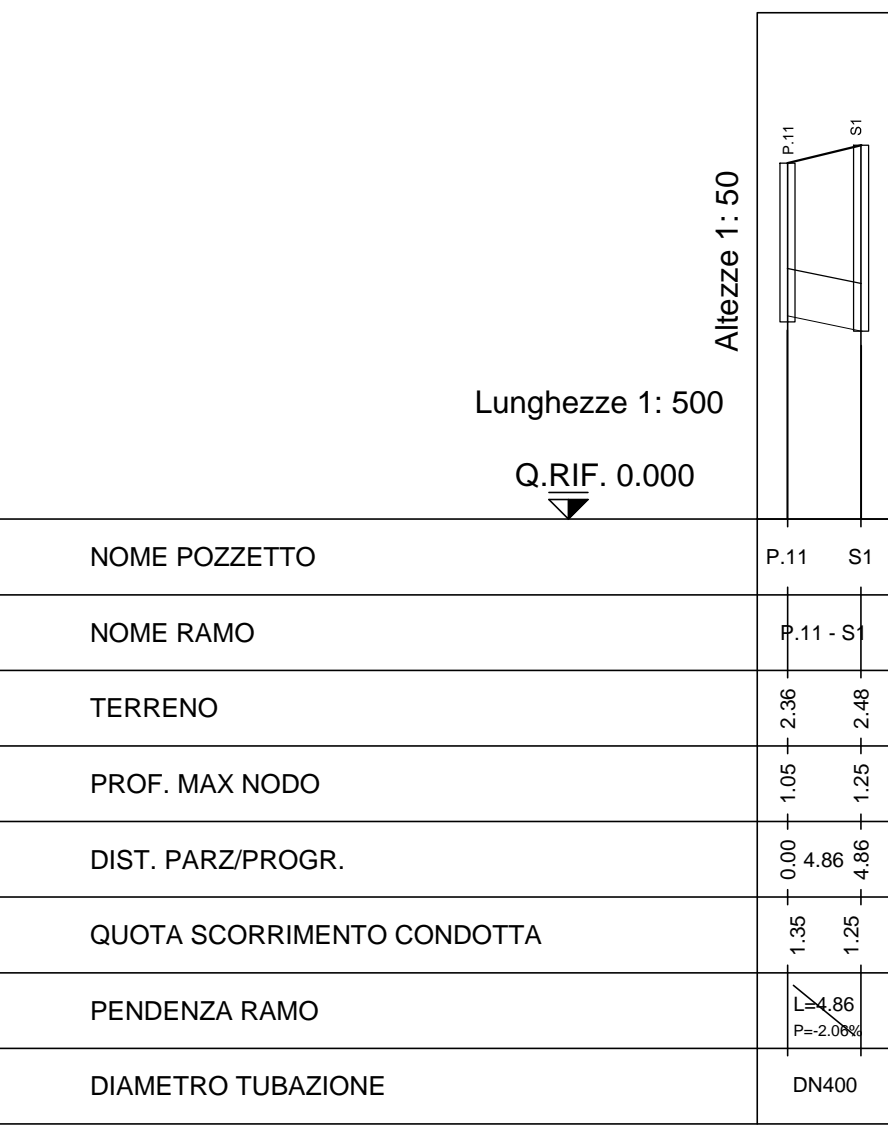 P.11 S1
Altezze 1: 50
Lunghezze 1: 500
Q.RIF. 0.000
NOME POZZETTO P.11 S1
NOME RAMO P.11 - S1
TERRENO 2.36 2.48
PROF. MAX NODO 1.05 1.25
DIST. PARZ/PROGR. 0.00 4.86 4.86
QUOTA SCORRIMENTO CONDOTTA 1.35 1.25
PENDENZA RAMO L=4.86
P=-2.06%
DIAMETRO TUBAZIONE DN400